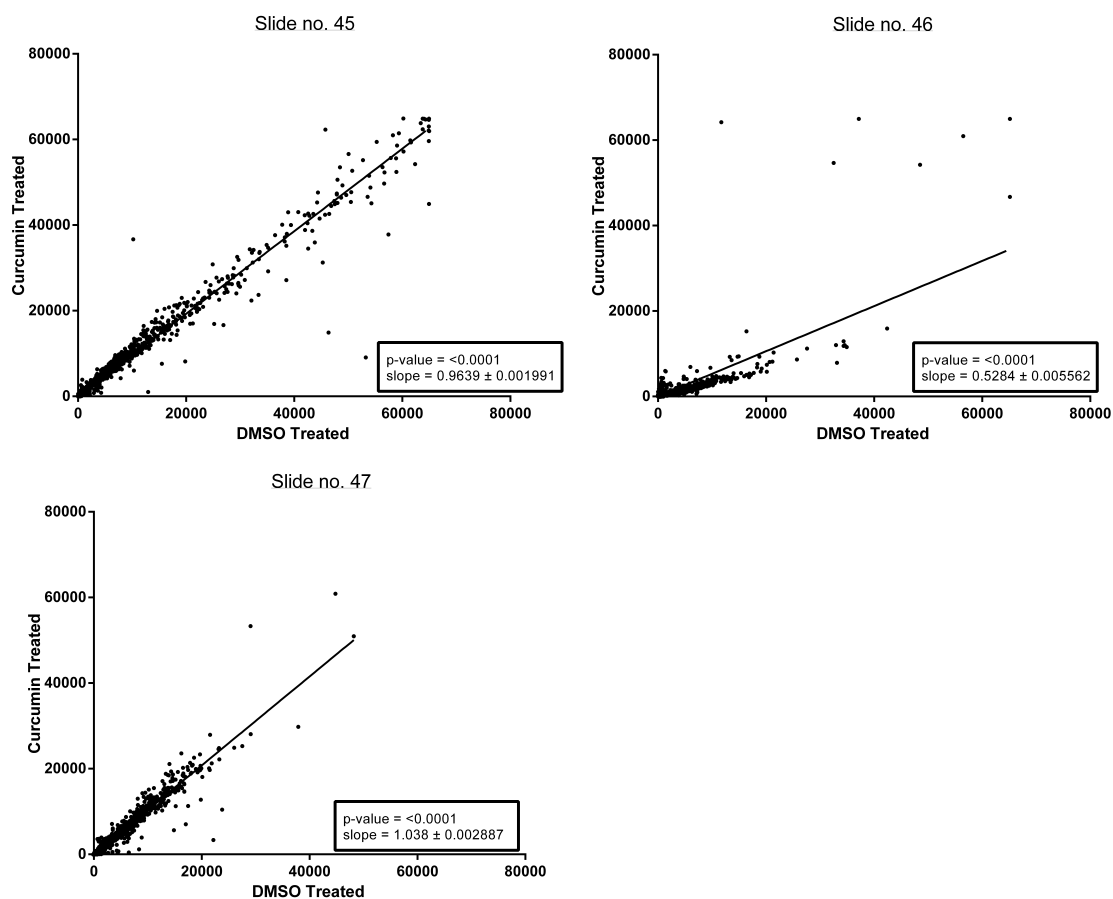 Slide no. 45
80000
60000
40000
20000
0
Curcumin Treated
p-value = <0.0001
slope = 0.9639 ± 0.001991
0
20000
40000
60000
80000
DMSO Treated
Slide no. 46
80000
60000
40000
20000
0
Curcumin Treated
p-value = <0.0001
slope = 0.5284 ± 0.005562
0
20000
40000
60000
80000
DMSO Treated
Slide no. 47
80000
60000
40000
20000
0
Curcumin Treated
p-value = <0.0001
slope = 1.038 ± 0.002887
0
20000
40000
60000
80000
DMSO Treated